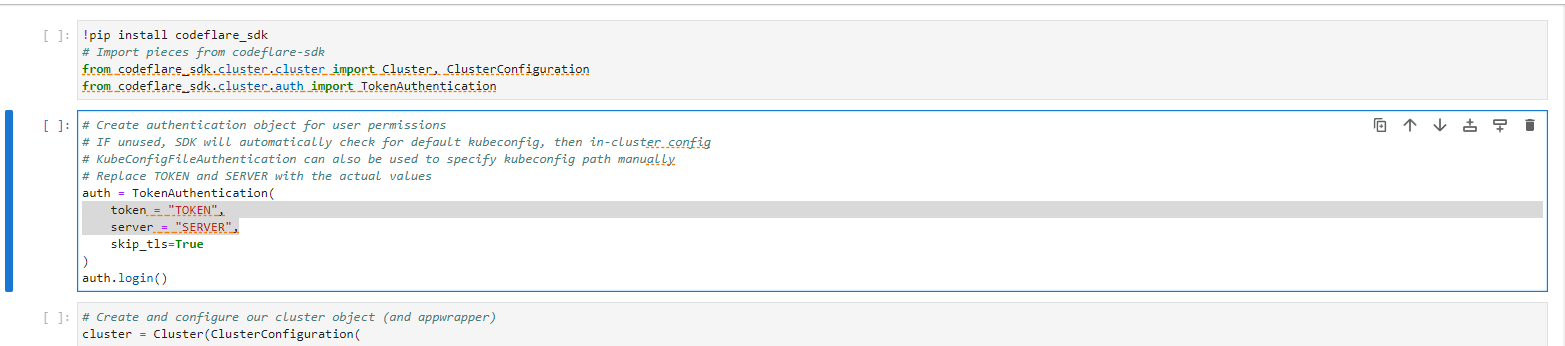 [ ]:
!pip install codeflare_sdk
# Import pieces from codeflare-sdk
from codeflare_sdk.cluster.cluster import Cluster, ClusterConfiguration
from codeflare_sdk.cluster.auth import TokenAuthentication
[ ]:
# Create authentication object for user permissions
# IF unused, SDK will automatically check for default kubeconfig, then in-cluster config
# KubeConfigFileAuthentication can also be used to specify kubeconfig path manually
# Replace TOKEN and SERVER with the actual values
auth = TokenAuthentication(
    token = "TOKEN",
    server = "SERVER",
    skip_tls=True
)
auth.login()
[ ]:
# Create and configure our cluster object (and appwrapper)
cluster = Cluster(ClusterConfiguration(